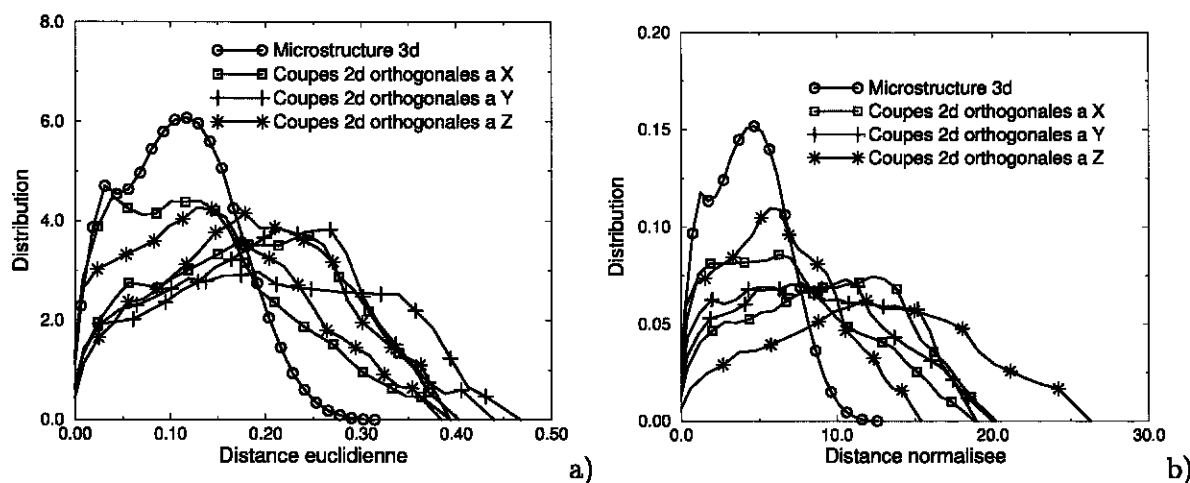 8.0
6.0
4.0
2.0
0.0
Distribution
Microstructure 3d
Coupes 2d orthogonales a X
Coupes 2d orthogonales a Y
Coupes 2d orthogonales a Z
0.00 0.10 0.20 0.30 0.40 0.50
Distance euclidienne
a)
0.20
0.15
0.10
0.05
0.00
Distribution
Microstructure 3d
Coupes 2d orthogonales a X
Coupes 2d orthogonales a Y
Coupes 2d orthogonales a Z
0.0 10.0 20.0 30.0
Distance normalisee
b)